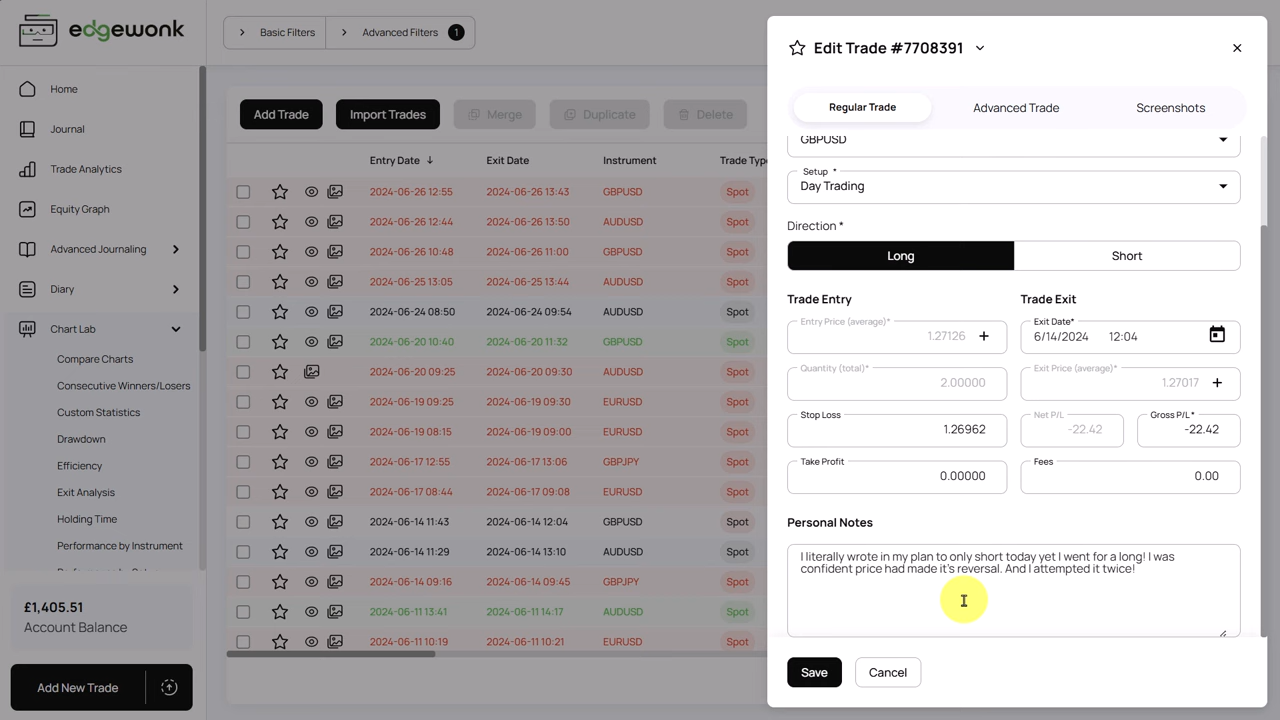 edgewonk
Home
Journal
Trade Analytics
Equity Graph
Advanced Journaling
Diary
Chart Lab
Compare Charts
Consecutive Winners/Losers
Custom Statistics
Drawdown
Efficiency
Exit Analysis
Holding Time
Performance by Instrument
£1,405.51
Account Balance
Add New Trade
Basic Filters
Advanced Filters 1
Add Trade
Import Trades
Merge
Duplicate
Delete
Entry Date Exit Date Instrument Trade Typ
2024-06-26 12:55 2024-06-26 13:43 GBPUSD Spot
2024-06-26 12:44 2024-06-26 13:50 AUDUSD Spot
2024-06-26 10:48 2024-06-26 11:00 GBPUSD Spot
2024-06-25 13:05 2024-06-25 13:44 AUDUSD Spot
2024-06-24 08:50 2024-06-24 09:54 AUDUSD Spot
2024-06-20 10:40 2024-06-20 11:32 GBPUSD Spot
2024-06-20 09:25 2024-06-20 09:30 AUDUSD Spot
2024-06-19 09:25 2024-06-19 09:30 EURUSD Spot
2024-06-19 08:15 2024-06-19 09:00 EURUSD Spot
2024-06-17 12:55 2024-06-17 13:06 GBPJPY Spot
2024-06-17 08:44 2024-06-17 09:08 EURUSD Spot
2024-06-14 11:43 2024-06-14 12:04 GBPUSD Spot
2024-06-14 11:29 2024-06-14 13:10 AUDUSD Spot
2024-06-14 09:16 2024-06-14 09:45 GBPJPY Spot
2024-06-11 13:41 2024-06-11 14:17 AUDUSD Spot
2024-06-11 10:19 2024-06-11 10:21 EURUSD Spot
Edit Trade #7708391
Regular Trade
Advanced Trade
Screenshots
GBPUSD
Setup *
Day Trading
Direction *
Long
Short
Trade Entry
Entry Price (average)*
1.27126
Quantity (total)*
2.00000
Stop Loss
1.26962
Take Profit
0.00000
Trade Exit
Exit Date*
6/14/2024 12:04
Exit Price (average)*
1.27017
Net P/L
-22.42
Gross P/L *
-22.42
Fees
0.00
Personal Notes
I literally wrote in my plan to only short today yet I went for a long! I was
confident price had made it's reversal. And I attempted it twice!
Save
Cancel